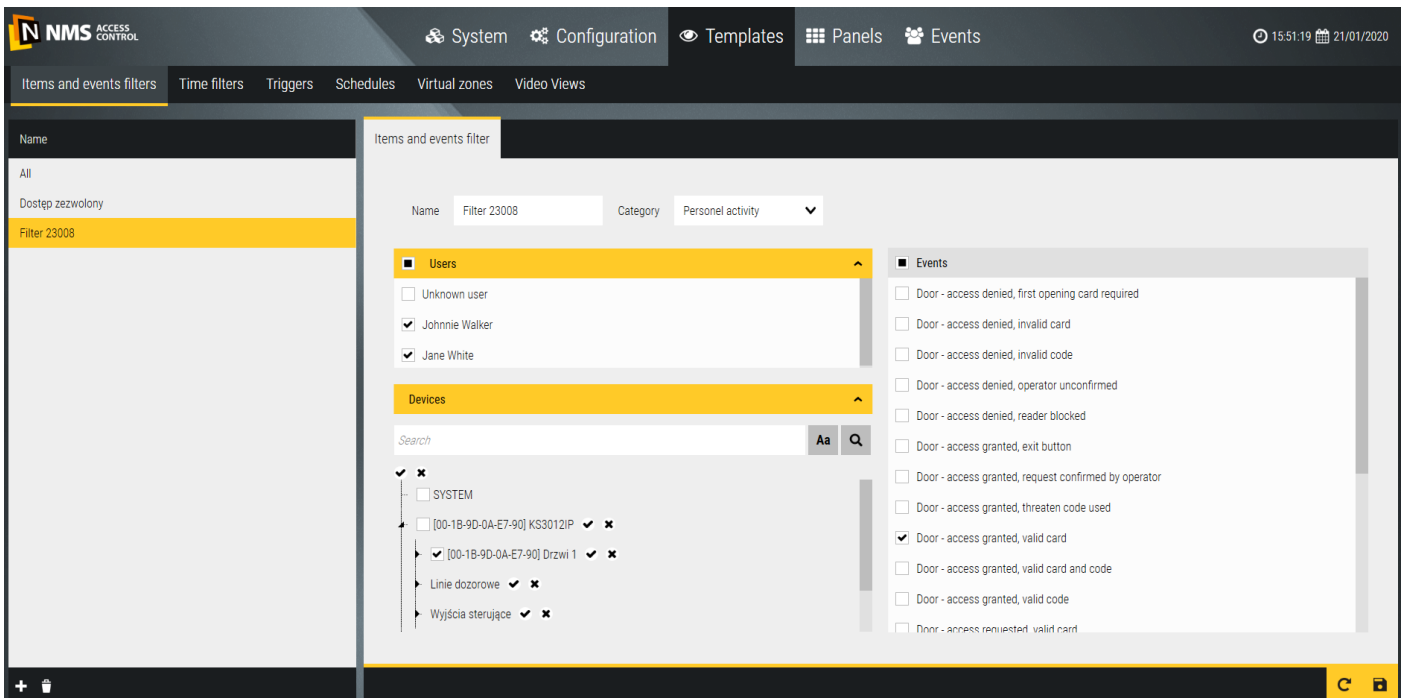 N NMS ACCESS CONTROL
System Configuration Templates Panels Events
15:51:19 21/01/2020
Items and events filters Time filters Triggers Schedules Virtual zones Video Views
Name
All
Dostęp zezwolony
Filter 23008
Items and events filter
Name Filter 23008 Category Personel activity
Users
Unknown user
Johnnie Walker
Jane White
Devices
Search
Aa
SYSTEM
[00-1B-9D-0A-E7-90] KS3012IP
[00-1B-9D-0A-E7-90] Drzwi 1
Linie dozorowe
Wyjścia sterujące
Events
Door - access denied, first opening card required
Door - access denied, invalid card
Door - access denied, invalid code
Door - access denied, operator unconfirmed
Door - access denied, reader blocked
Door - access granted, exit button
Door - access granted, request confirmed by operator
Door - access granted, threaten code used
Door - access granted, valid card
Door - access granted, valid card and code
Door - access granted, valid code
Door - access requested, valid card